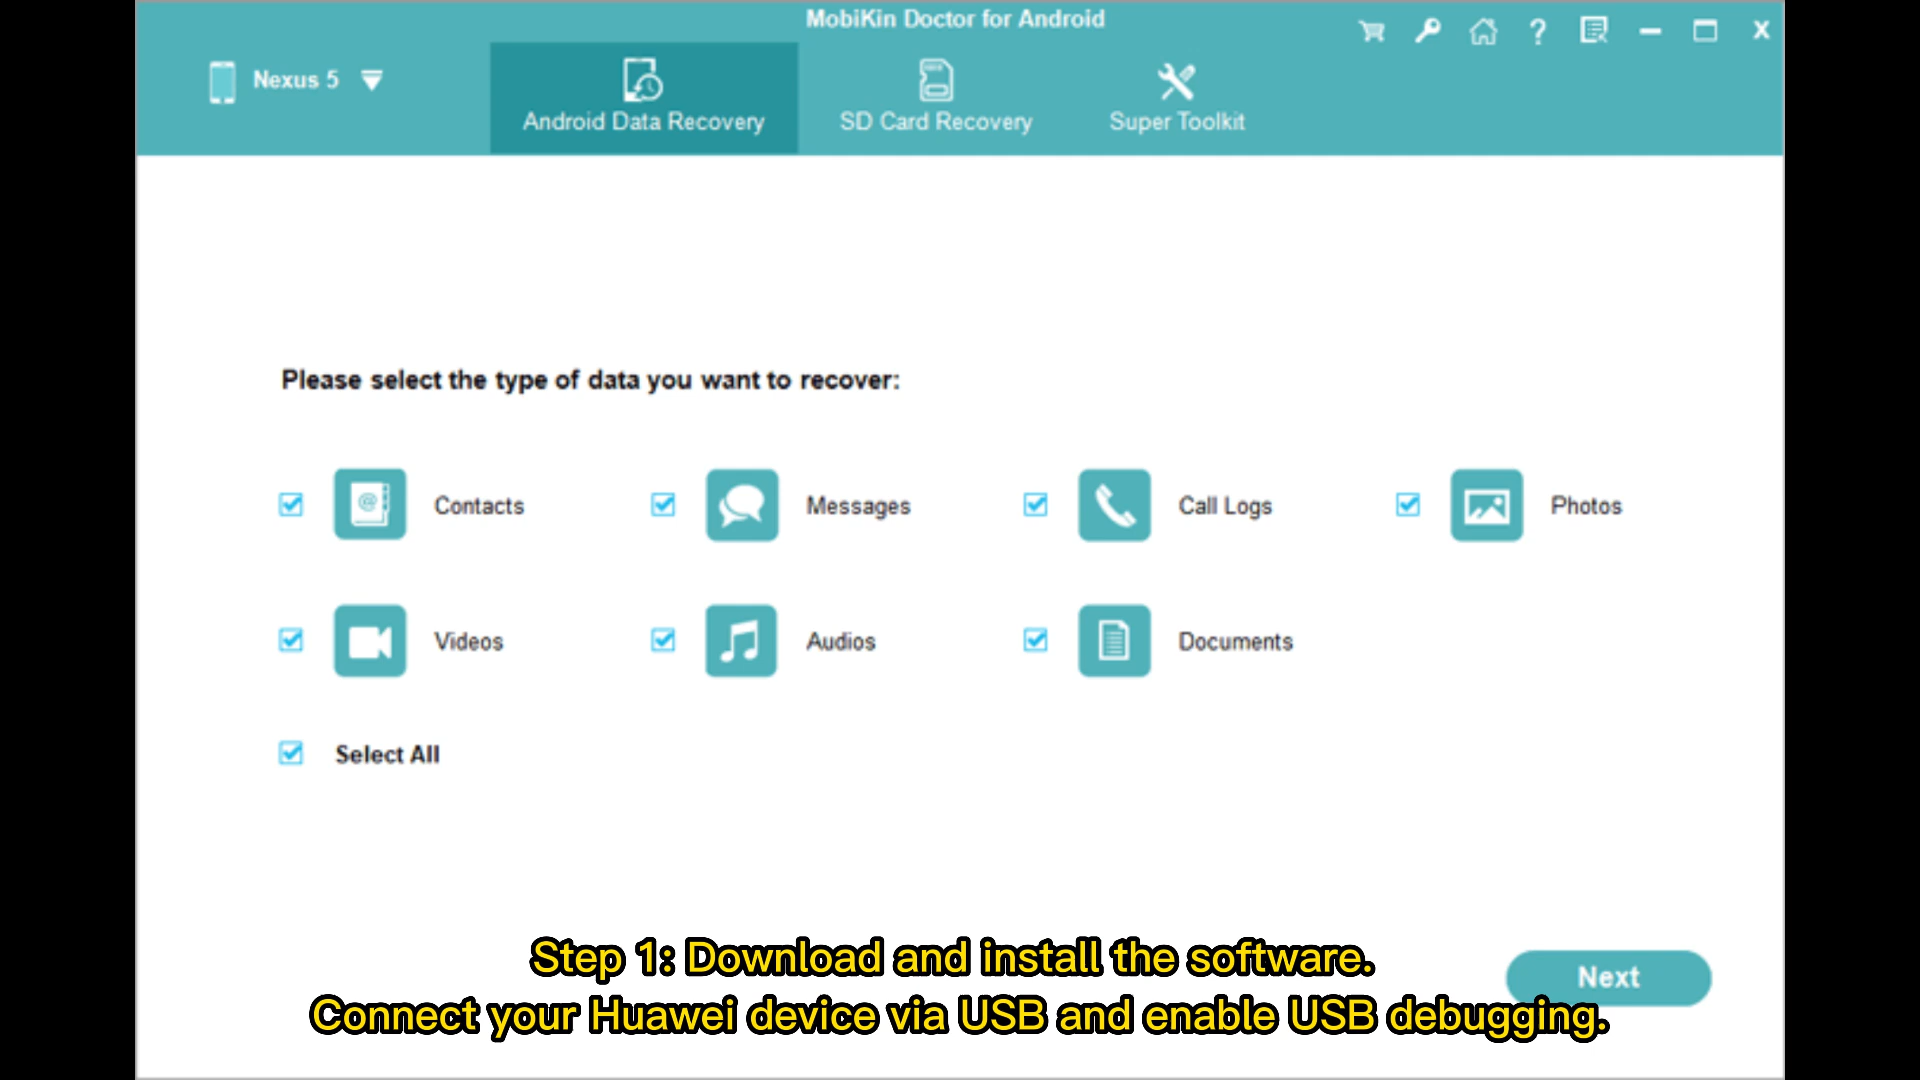 MobiKin Doctor for Android
Nexus 5
Android Data Recovery
SD Card Recovery
Super Toolkit
Please select the type of data you want to recover:
Contacts
Messages
Call Logs
Photos
Videos
Audios
Documents
Select All
Step 1: Download and install the software.
Next
Connect your Huawei device via USB and enable USB debugging.